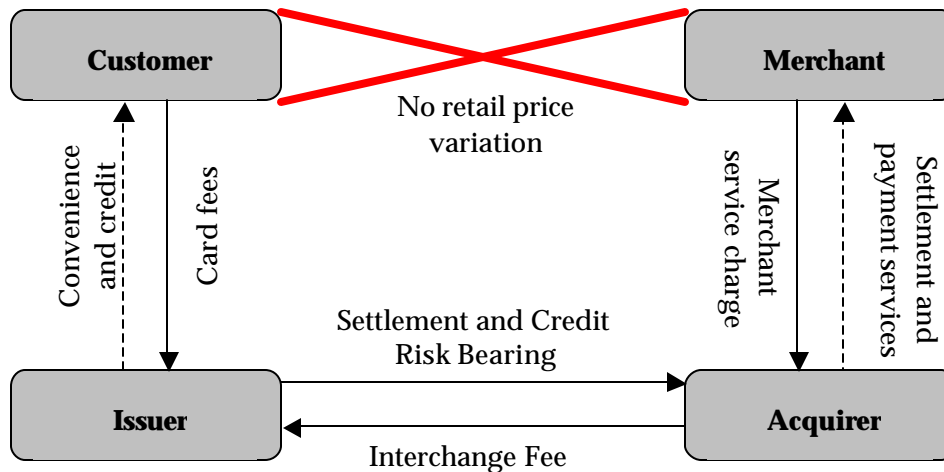 Customer
Merchant
No retail price
variation
Convenience
and credit
Card fees
Merchant
service charge
Settlement and
payment services
Settlement and Credit
Risk Bearing
Issuer
Acquirer
Interchange Fee